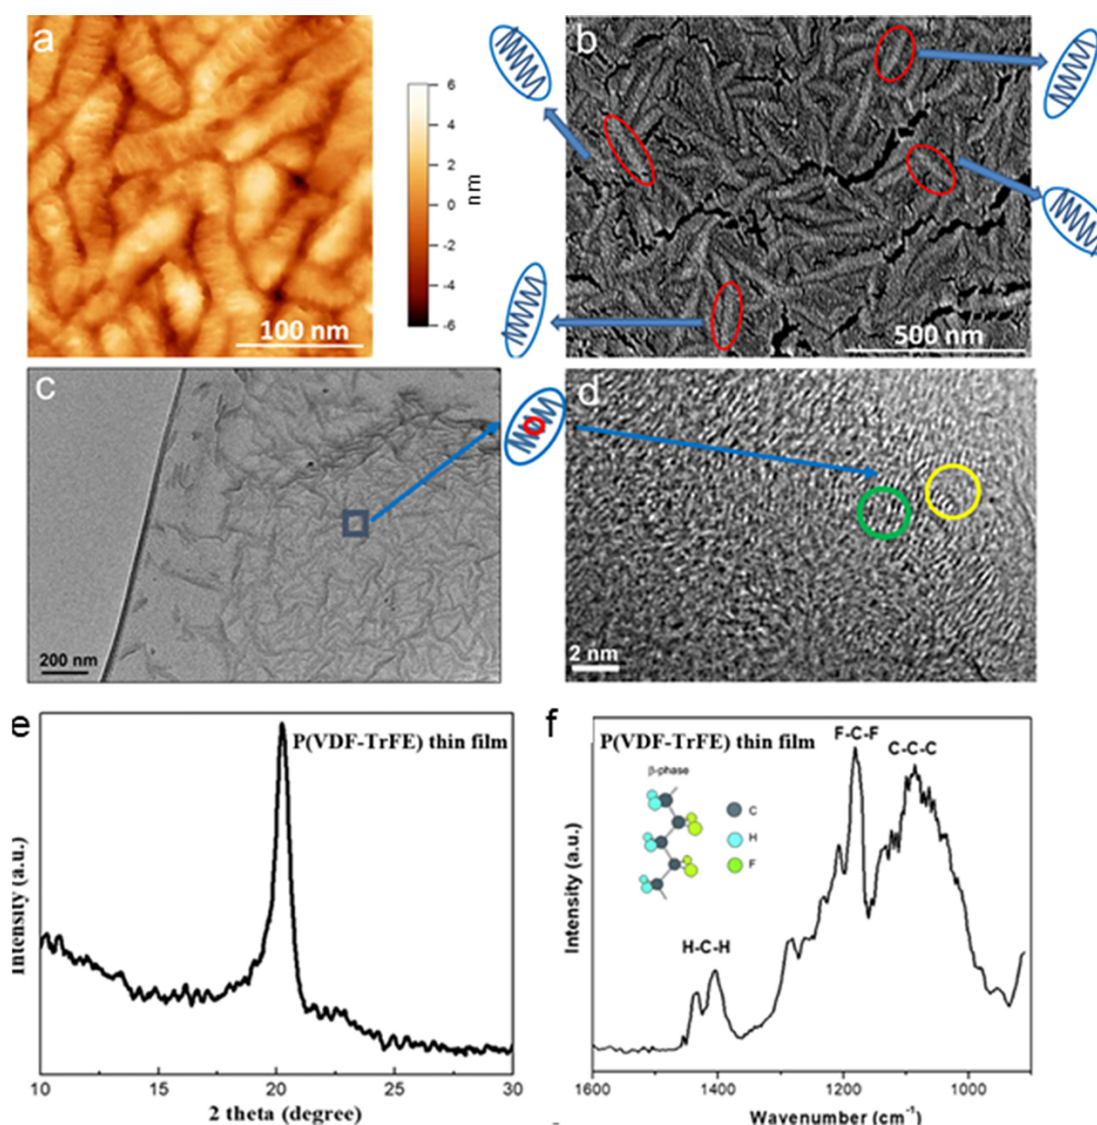 a
6
4
2
0
-2
-4
-6
nm
100 nm
b
500 nm
c
200 nm
d
2 nm
e
P(VDF-TrFE) thin film
Intensity (a.u.)
10
15
20
25
30
2 theta (degree)
f
P(VDF-TrFE) thin film
F-C-F
C-C-C
β-phase
C
H
F
H-C-H
Intensity (a.u.)
1600
1400
1200
1000
Wavenumber (cm⁻¹)